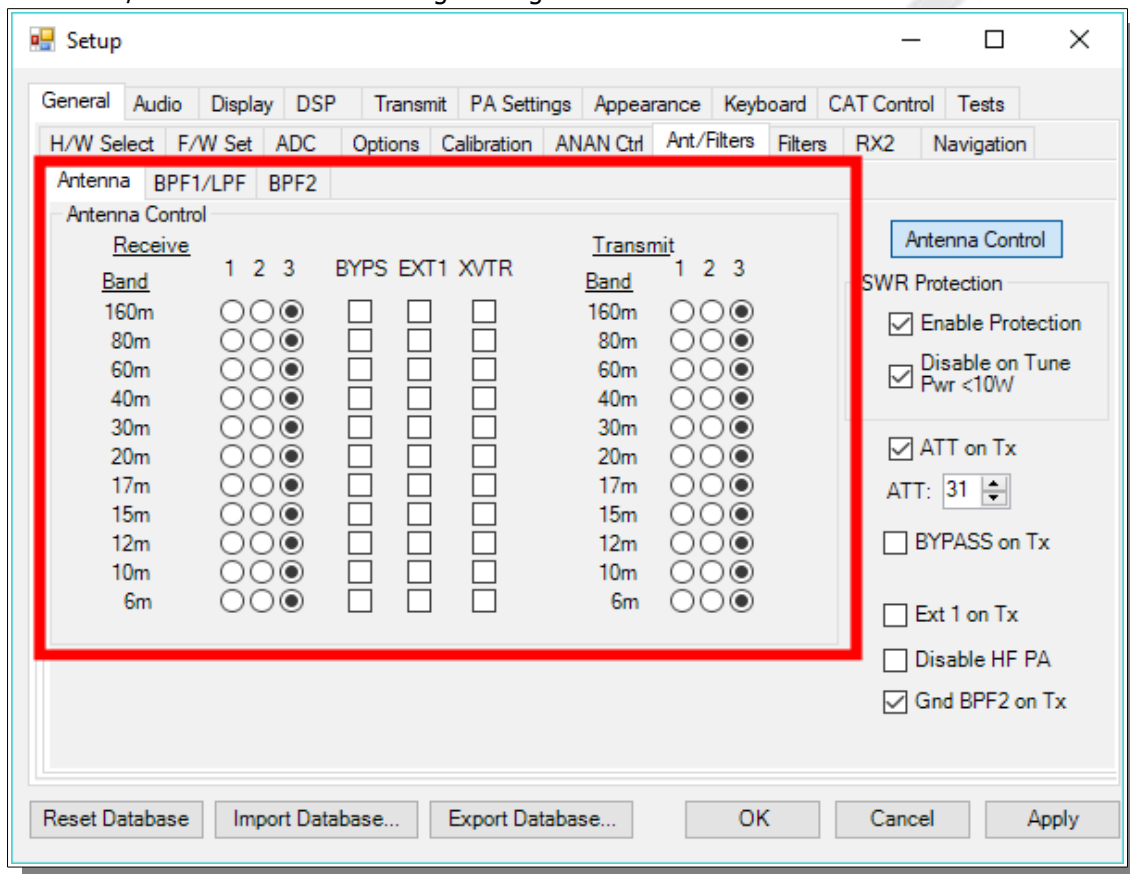 Setup
General Audio Display DSP Transmit PA Settings Appearance Keyboard CAT Control Tests
H/W Select F/W Set ADC Options Calibration ANAN Ctrl Ant/Filters Filters RX2 Navigation
Antenna BPF1/LPF BPF2
Antenna Control
Receive Transmit
Band 1 2 3 BYPS EXT1 XVTR Band 1 2 3
160m 160m
80m 80m
60m 60m
40m 40m
30m 30m
20m 20m
17m 17m
15m 15m
12m 12m
10m 10m
6m 6m
Antenna Control
SWR Protection
Enable Protection
Disable on Tune
Pwr <10W
ATT on Tx
ATT: 31
BYPASS on Tx
Ext 1 on Tx
Disable HF PA
Gnd BPF2 on Tx
Reset Database Import Database... Export Database... OK Cancel Apply